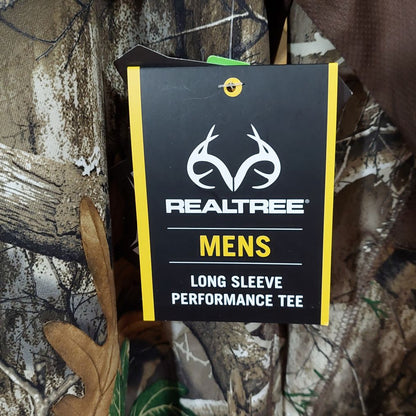 REALTREE®
MENS
LONG SLEEVE
PERFORMANCE TEE